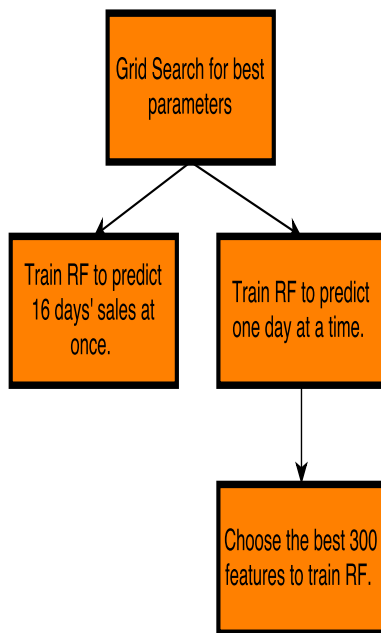 Grid Search for best
parameters
Train RF to predict
16 days' sales at
once.
Train RF to predict
one day at a time.
Choose the best 300
features to train RF.